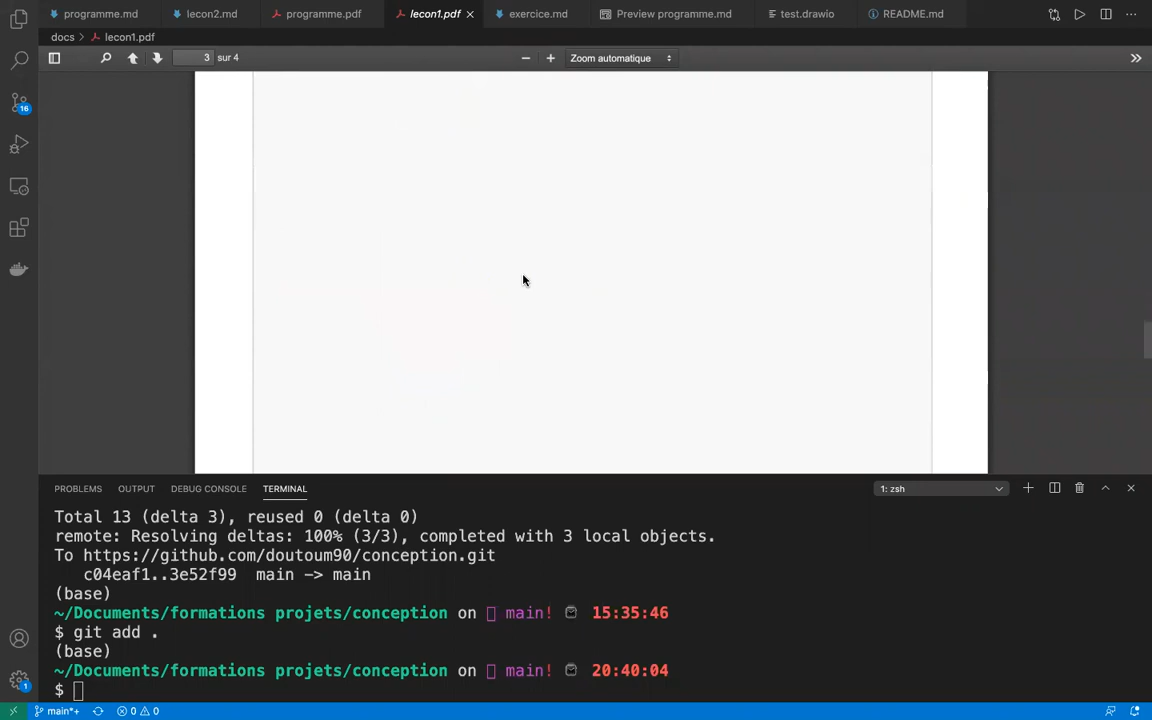 programme.md lecon2.md programme.pdf lecon1.pdf exercice.md Preview programme.md test.drawio README.md
docs > lecon1.pdf
3 sur 4 Zoom automatique
16
PROBLEMS OUTPUT DEBUG CONSOLE TERMINAL 1: zsh
Total 13 (delta 3), reused 0 (delta 0)
remote: Resolving deltas: 100% (3/3), completed with 3 local objects.
To https://github.com/doutoum90/conception.git
c04eaf1..3e52f99 main -> main
(base)
~/Documents/formations projets/conception on main! 15:35:46
$ git add .
(base)
~/Documents/formations projets/conception on main! 20:40:04
$
1
main*+ 0 0